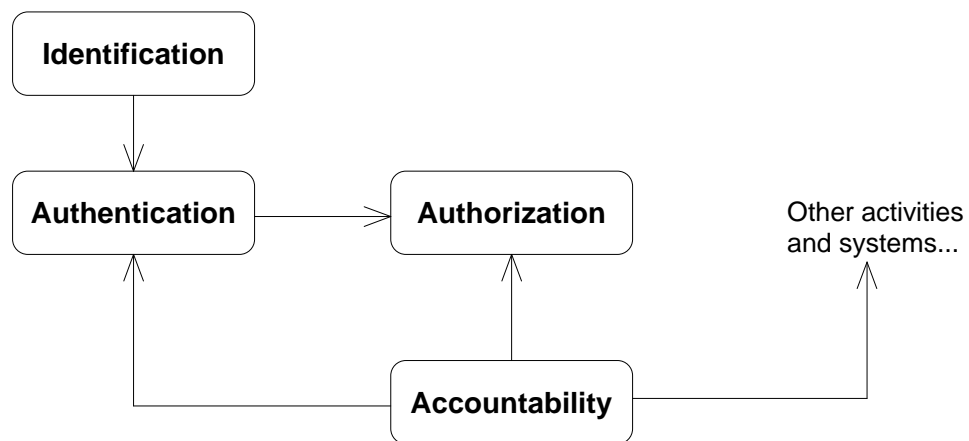 Identification
Authentication
Authorization
Other activities
and systems...
Accountability